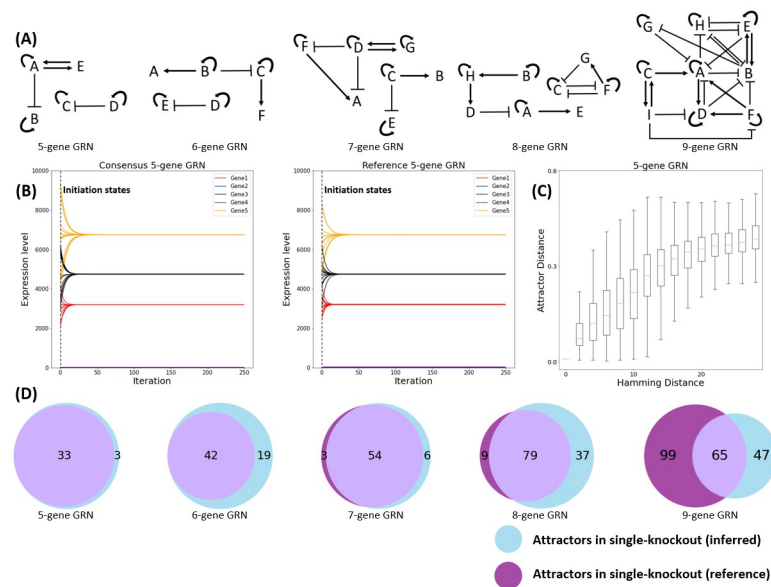 (A)
A E B C D
5-gene GRN
A B C E D F
6-gene GRN
F D G C B A E
7-gene GRN
H B G C F D A E
8-gene GRN
G H E C A B I D F
9-gene GRN
(B)
Consensus 5-gene GRN
Initiation states
Gene1
Gene2
Gene3
Gene4
Gene5
Expression level
10000
8000
6000
4000
2000
0
0 50 100 150 200 250
Iteration
Reference 5-gene GRN
Initiation states
Gene1
Gene2
Gene3
Gene4
Gene5
Expression level
10000
8000
6000
4000
2000
0
0 50 100 150 200 250
Iteration
(C)
5-gene GRN
Attractor Distance
0.6
0.3
0.0
0 10 20
Hamming Distance
(D)
33 3
5-gene GRN
42 19
6-gene GRN
3 54 6
7-gene GRN
9 79 37
8-gene GRN
99 65 47
9-gene GRN
Attractors in single-knockout (inferred)
Attractors in single-knockout (reference)